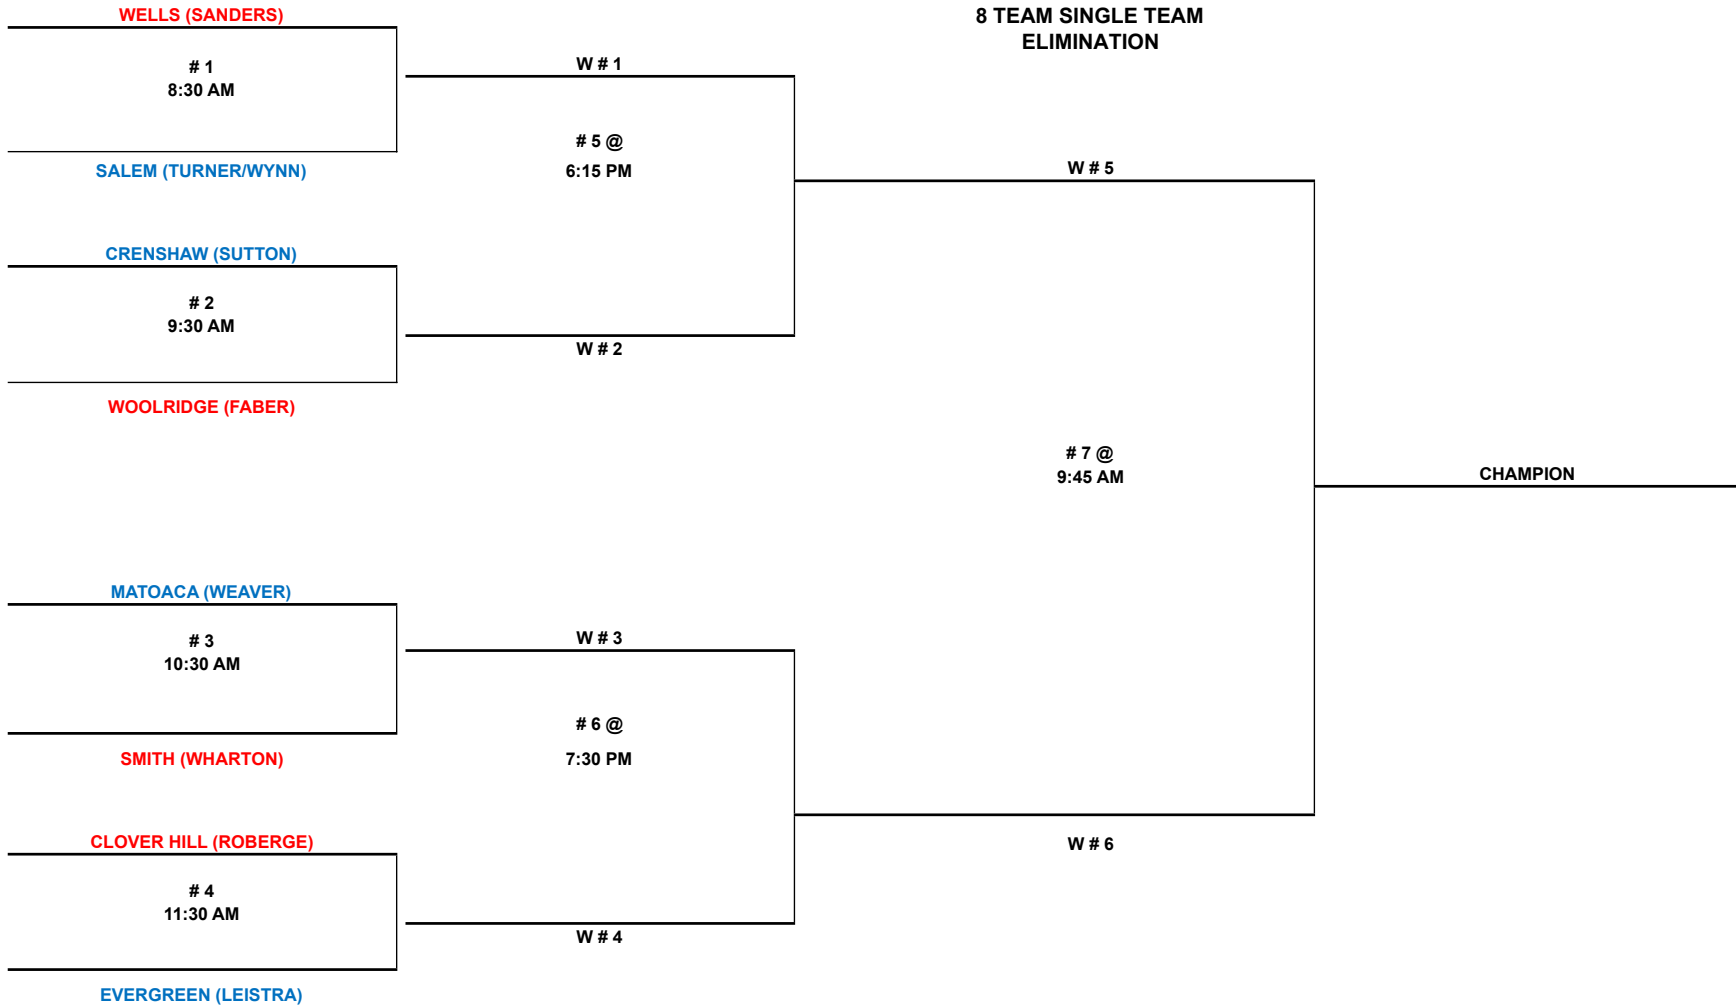 WELLS (SANDERS)
8 TEAM SINGLE TEAM
ELIMINATION
# 1
8:30 AM
W # 1
# 5 @
6:15 PM
SALEM (TURNER/WYNN)
W # 5
CRENSHAW (SUTTON)
# 2
9:30 AM
W # 2
WOOLRIDGE (FABER)
# 7 @
9:45 AM
CHAMPION
MATOACA (WEAVER)
# 3
10:30 AM
W # 3
# 6 @
7:30 PM
SMITH (WHARTON)
CLOVER HILL (ROBERGE)
W # 6
# 4
11:30 AM
W # 4
EVERGREEN (LEISTRA)